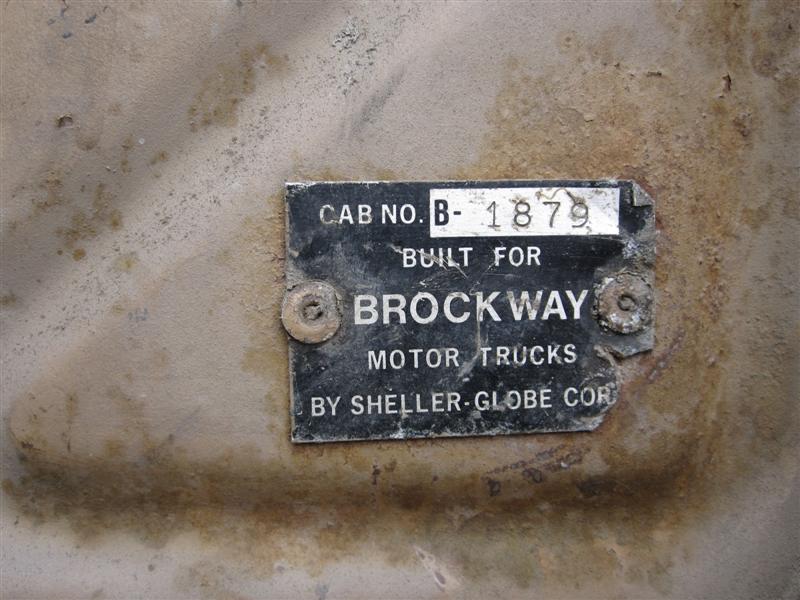 CAB NO. B- 1879
BUILT FOR
BROCKWAY
MOTOR TRUCKS
BY SHELLER-GLOBE COR